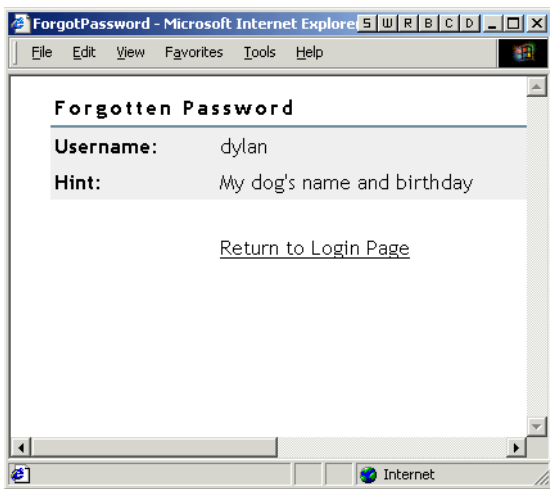 ForgotPassword - Microsoft Internet Explore S W R B C D
File Edit View Favorites Tools Help
Forgotten Password
Username: dylan
Hint: My dog's name and birthday
Return to Login Page
Internet